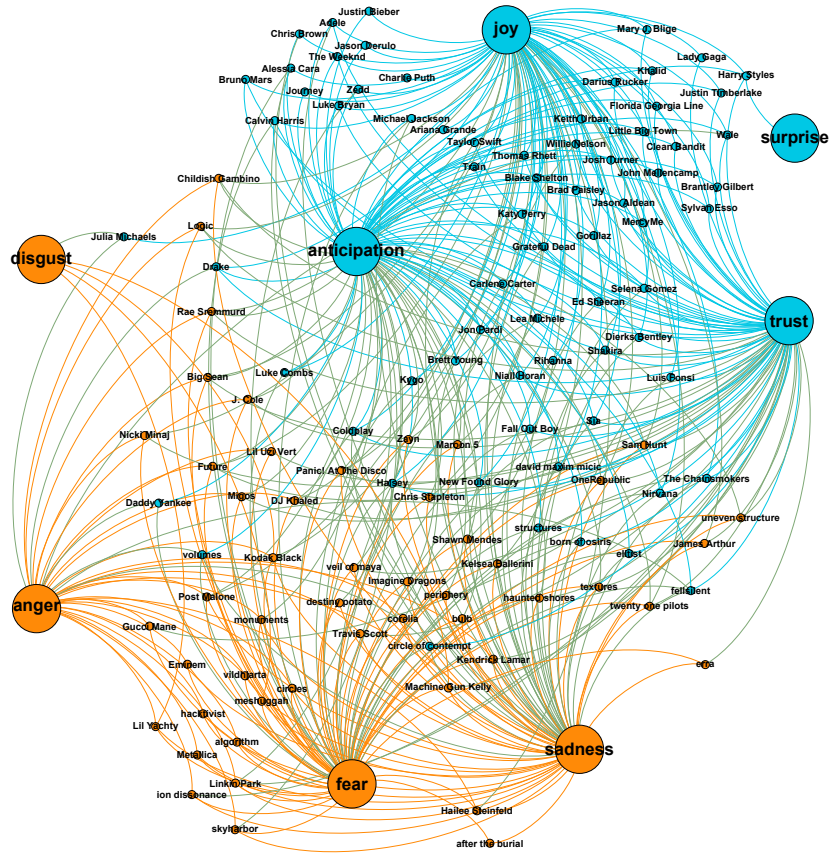 Justin Bieber
Adele
Chris Brown
joy
Mary J. Blige
Jason Derulo
The Weeknd
Lady Gaga
Alessia Cara
Khalid
Harry Styles
Bruno Mars
Charlie Puth
Darius Rucker
Journey
Zedd
Justin Timberlake
Luke Bryan
Florida Georgia Line
Calvin Harris
Michael Jackson
Keith Urban
Ariana Grande
Little Big Town
Wale
surprise
Taylor Swift
Willie Nelson
Clean Bandit
Thomas Rhett
Josh Turner
Train
John Mellencamp
Childish Gambino
Blake Shelton
Brad Paisley
Brantley Gilbert
Jason Aldean
Sylvan Esso
Katy Perry
Logic
MercyMe
Julia Michaels
Gorillaz
disgust
anticipation
Grateful Dead
Drake
Carlene Carter
Selena Gomez
Ed Sheeran
Rae Sremmurd
Lea Michele
trust
Jon Pardi
Dierks Bentley
Shakira
Brett Young
Rihanna
Big Sean
Luke Combs
Kygo
Niall Horan
Luis Fonsi
J. Cole
Sia
Nicki Minaj
Coldplay
Fall Out Boy
Zayn
Maroon 5
Sam Hunt
Lil Uzi Vert
Future
Panic! At The Disco
david maxim micic
Halsey
New Found Glory
OneRepublic
The Chainsmokers
Migos
DJ Khaled
Chris Stapleton
Nirvana
Daddy Yankee
uneven structure
structures
Shawn Mendes
born of osiris
James Arthur
volumes
Kodak Black
elitist
veil of maya
Kelsea Ballerini
Imagine Dragons
textures
fellsilent
anger
Post Malone
destiny potato
periphery
haunted shores
twenty one pilots
Gucci Mane
monuments
corelia
bulb
Travis Scott
circle of contempt
Eminem
Kendrick Lamar
erra
vildhjarta
circles
Machine Gun Kelly
meshuggah
Lil Yachty
hacktivist
algorithm
sadness
Metallica
fear
Linkin Park
ion dissonance
Hailee Steinfeld
skyharbor
after the burial